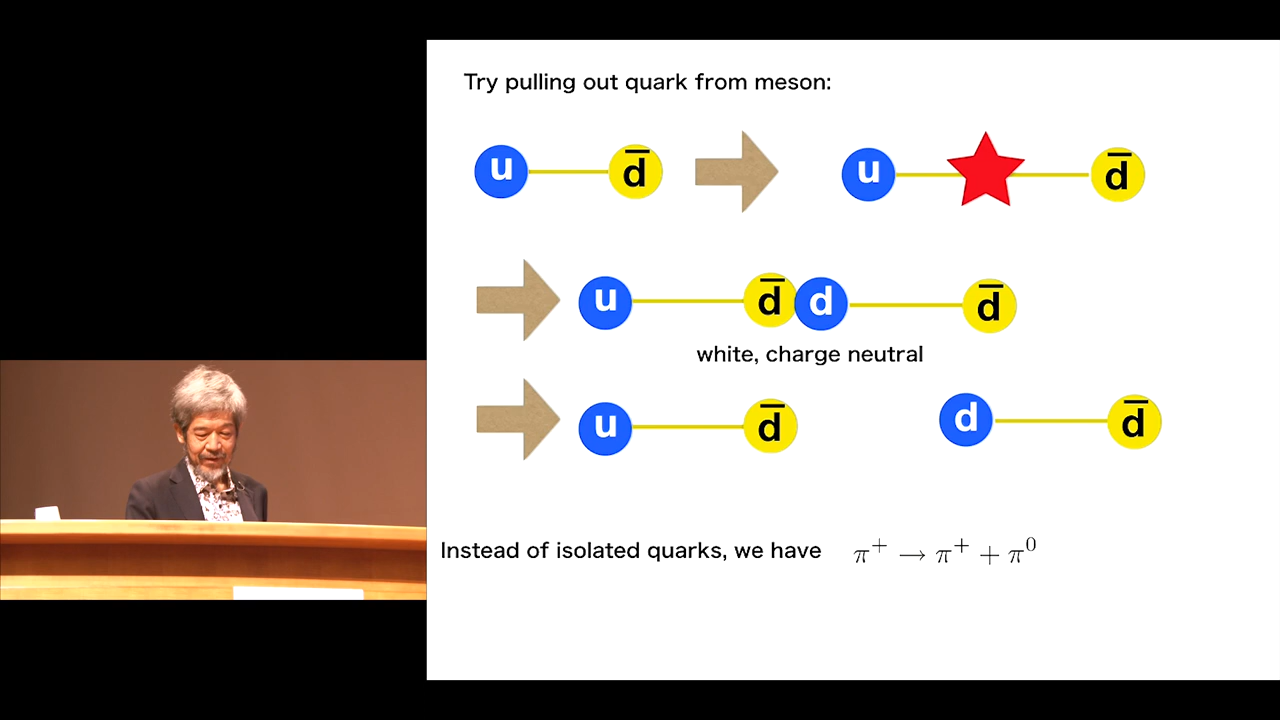 Try pulling out quark from meson:
u d̅ u d̅
u d̅ d d̅
white, charge neutral
u d̅ d d̅
Instead of isolated quarks, we have π⁺ → π⁺ + π⁰